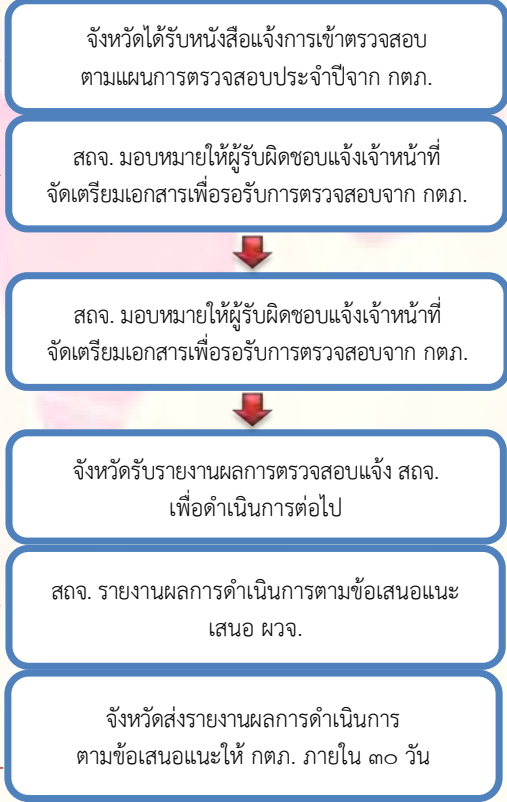 จังหวัดได้รับหนังสือแจ้งการเข้าตรวจสอบ
ตามแผนการตรวจสอบประจำปีจาก กตภ.
สถจ. มอบหมายให้ผู้รับผิดชอบแจ้งเจ้าหน้าที่
จัดเตรียมเอกสารเพื่อรอรับการตรวจสอบจาก กตภ.
สถจ. มอบหมายให้ผู้รับผิดชอบแจ้งเจ้าหน้าที่
จัดเตรียมเอกสารเพื่อรอรับการตรวจสอบจาก กตภ.
จังหวัดรับรายงานผลการตรวจสอบแจ้ง สถจ.
เพื่อดำเนินการต่อไป
สถจ. รายงานผลการดำเนินการตามข้อเสนอแนะ
เสนอ ผวจ.
จังหวัดส่งรายงานผลการดำเนินการ
ตามข้อเสนอแนะให้ กตภ. ภายใน ๓๐ วัน